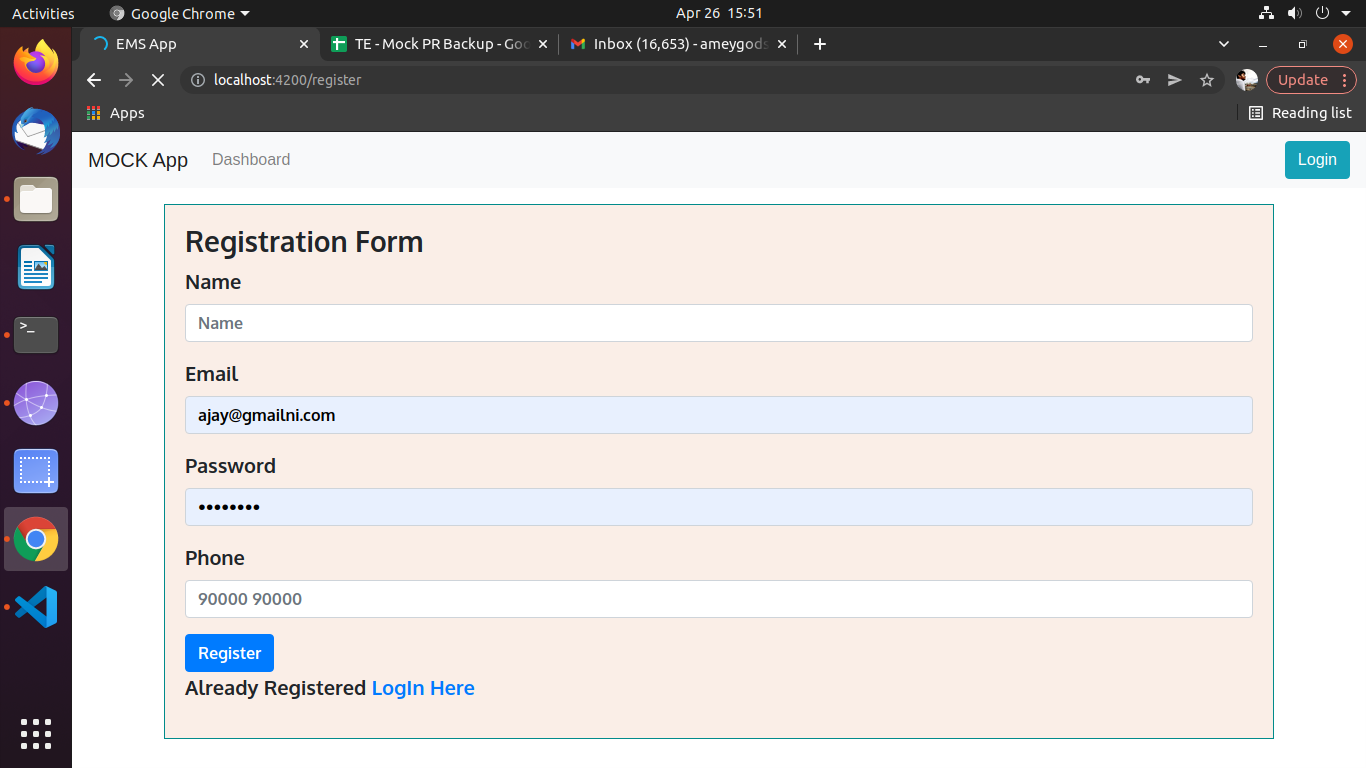 Activities
Google Chrome
Apr 26 15:51
EMS App
TE - Mock PR Backup - Goo
Inbox (16,653) - ameygods
localhost:4200/register
Update
Apps
Reading list
MOCK App
Dashboard
Login
Registration Form
Name
Name
Email
ajay@gmailni.com
Password
••••••••
Phone
90000 90000
Register
Already Registered LogIn Here